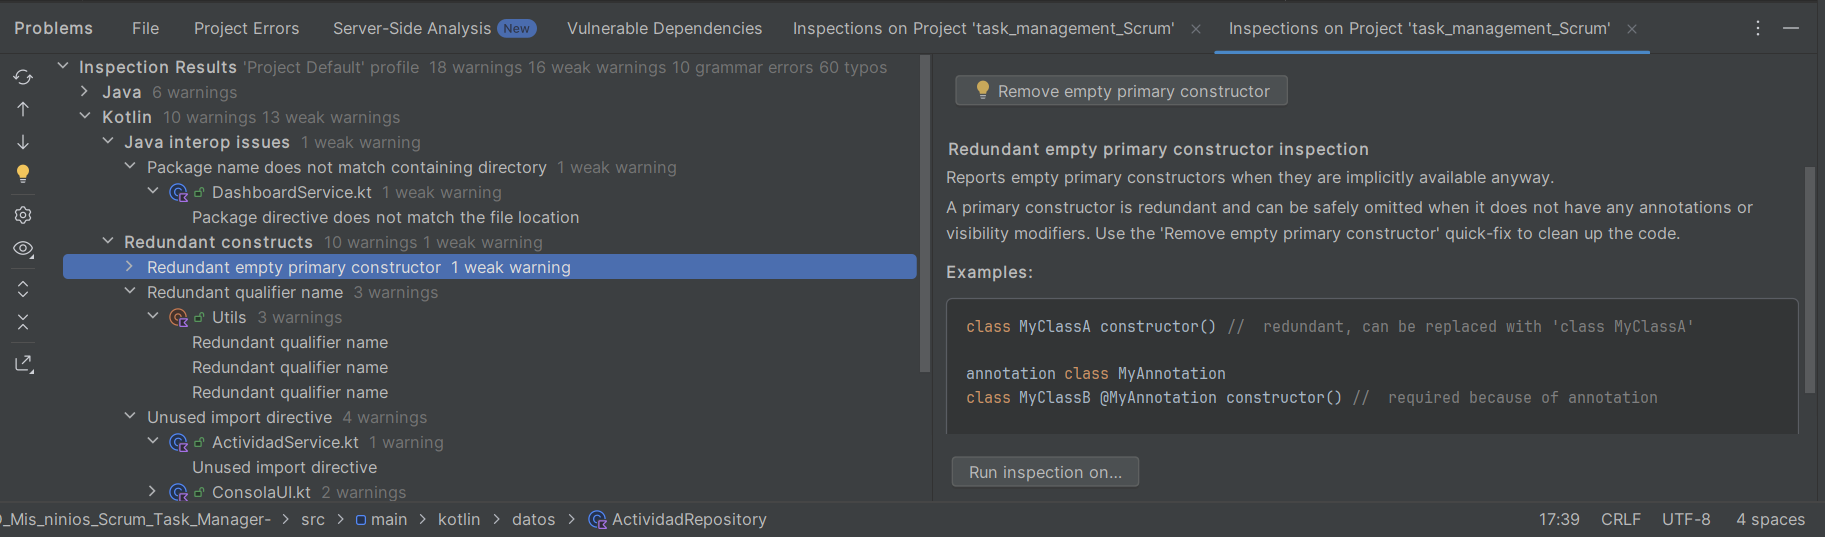 Problems File Project Errors Server-Side Analysis New Vulnerable Dependencies Inspections on Project 'task_management_Scrum' Inspections on Project 'task_management_Scrum'
Inspection Results 'Project Default' profile 18 warnings 16 weak warnings 10 grammar errors 60 typos
Java 6 warnings
Kotlin 10 warnings 13 weak warnings
Java interop issues 1 weak warning
Package name does not match containing directory 1 weak warning
DashboardService.kt 1 weak warning
Package directive does not match the file location
Redundant constructs 10 warnings 1 weak warning
Redundant empty primary constructor 1 weak warning
Redundant qualifier name 3 warnings
Utils 3 warnings
Redundant qualifier name
Redundant qualifier name
Redundant qualifier name
Unused import directive 4 warnings
ActividadService.kt 1 warning
Unused import directive
ConsolaUI.kt 2 warnings
Remove empty primary constructor
Redundant empty primary constructor inspection
Reports empty primary constructors when they are implicitly available anyway.
A primary constructor is redundant and can be safely omitted when it does not have any annotations or
visibility modifiers. Use the 'Remove empty primary constructor' quick-fix to clean up the code.
Examples:
class MyClassA constructor() // redundant, can be replaced with 'class MyClassA'
annotation class MyAnnotation
class MyClassB @MyAnnotation constructor() // required because of annotation
Run inspection on...
_Mis_ninios_Scrum_Task_Manager- > src > main > kotlin > datos > ActividadRepository 17:39 CRLF UTF-8 4 spaces